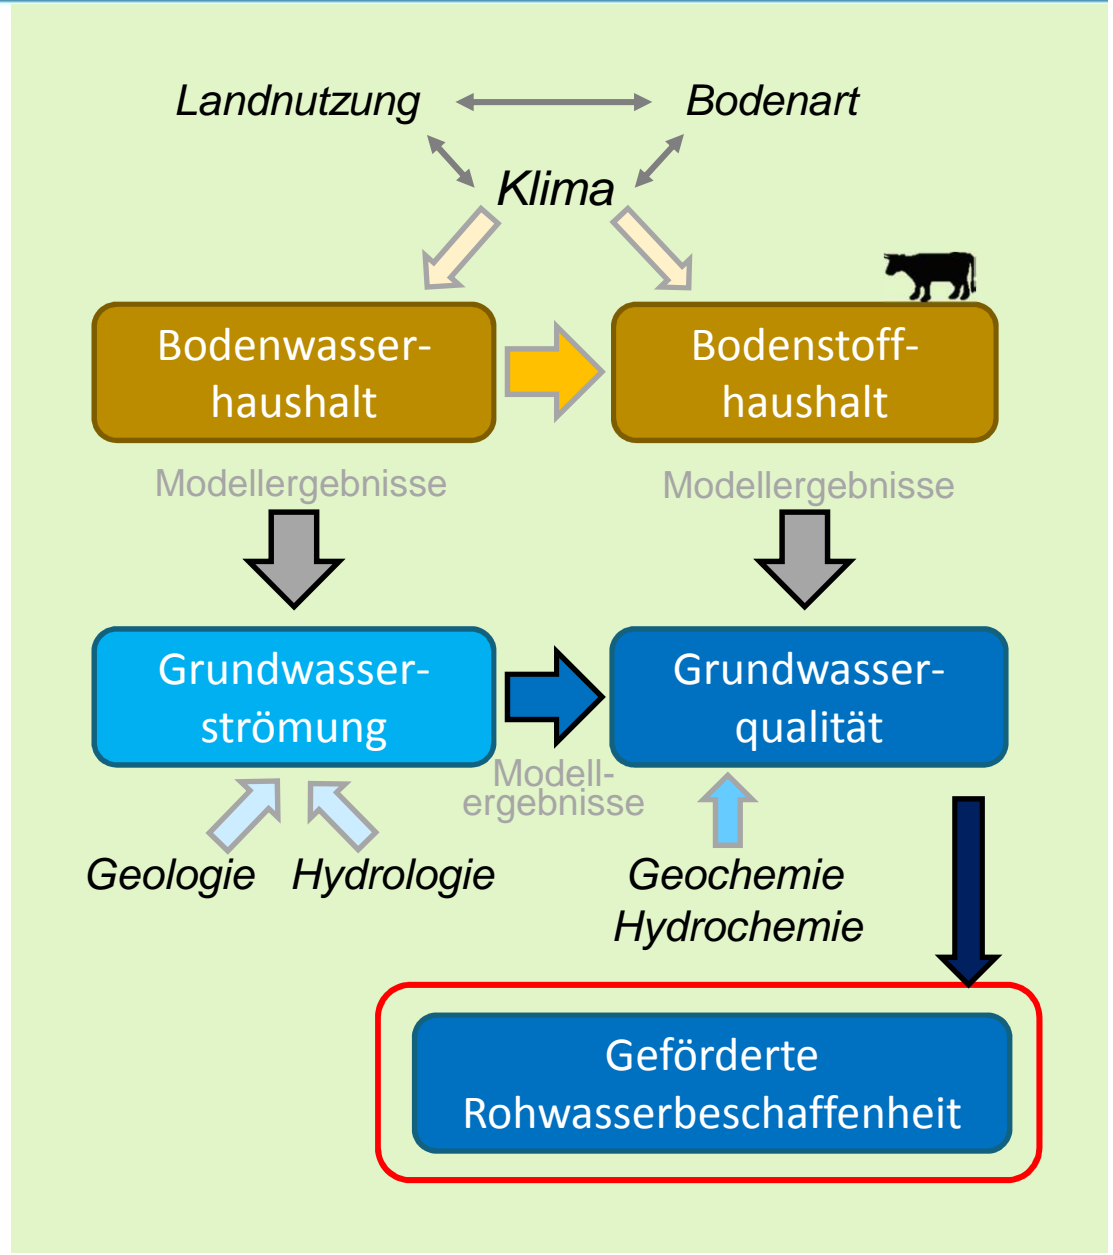 Landnutzung
Bodenart
Klima
Bodenwasser-
haushalt
Bodenstoff-
haushalt
Modellergebnisse
Modellergebnisse
Grundwasser-
strömung
Grundwasser-
qualität
Modell-
ergebnisse
Geologie
Hydrologie
Geochemie
Hydrochemie
Geförderte
Rohwasserbeschaffenheit